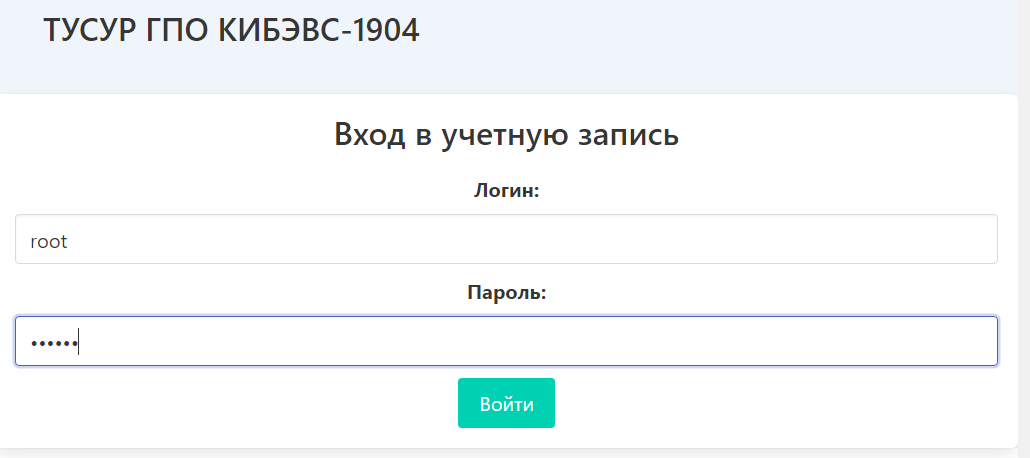 ТУСУР ГПО КИБЭВС-1904
Вход в учетную запись
Логин:
root
Пароль:
••••••
Войти